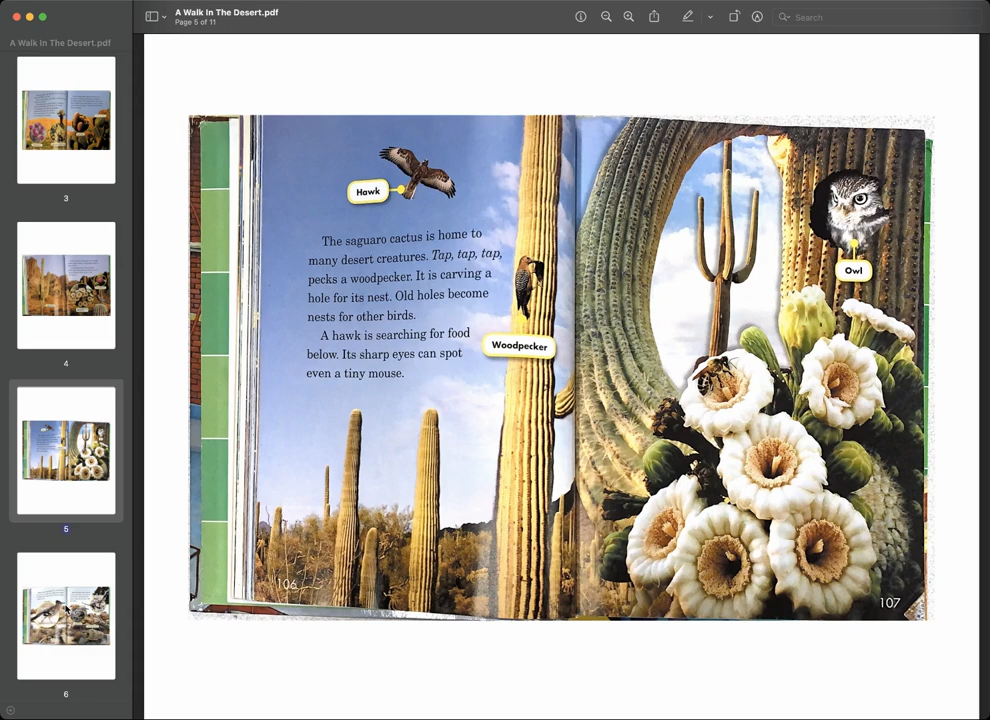 A Walk In The Desert.pdf
3
4
5
6
A Walk In The Desert.pdf
Page 5 of 11
Search
Hawk
The saguaro cactus is home to
many desert creatures. Tap, tap, tap,
pecks a woodpecker. It is carving a
hole for its nest. Old holes become
nests for other birds.
A hawk is searching for food
below. Its sharp eyes can spot
even a tiny mouse.
Woodpecker
106
Owl
107